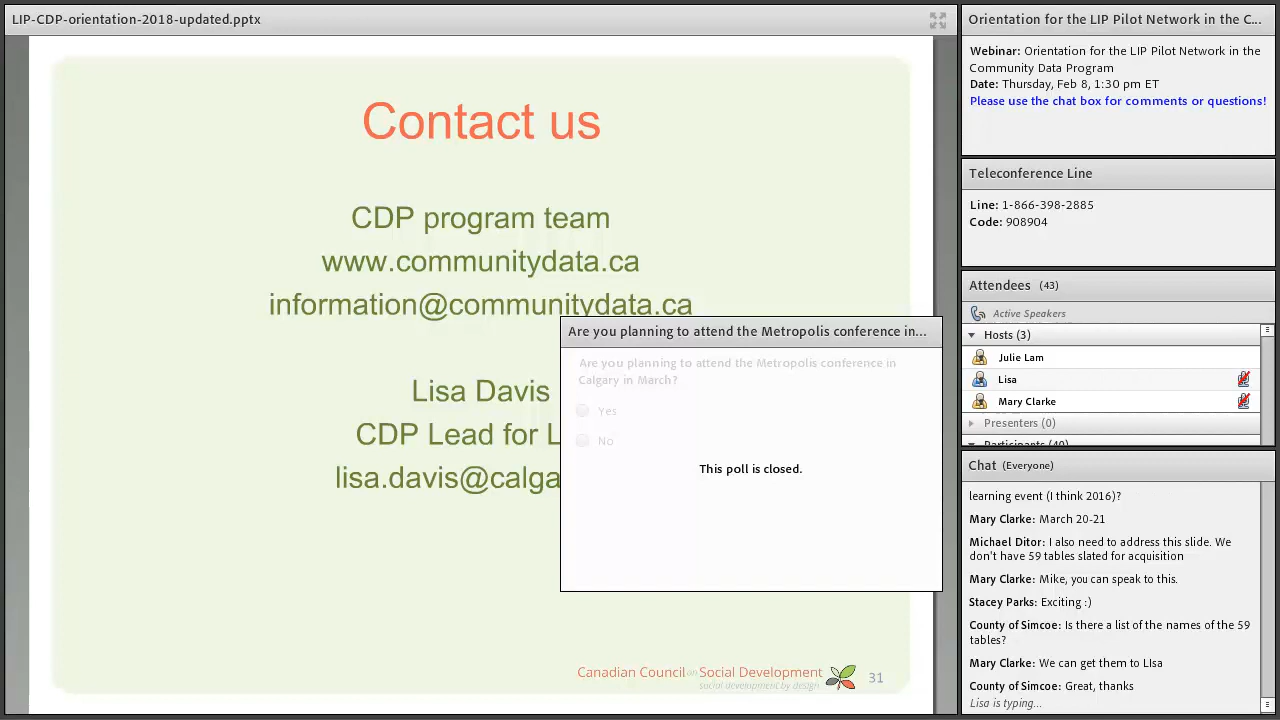 LIP-CDP-orientation-2018-updated.pptx
Contact us
CDP program team
www.communitydata.ca
information@communitydata.ca
Lisa Davis
CDP Lead for L
lisa.davis@calga
Are you planning to attend the Metropolis conference in...
Are you planning to attend the Metropolis conference in
Calgary in March?
Yes
No
This poll is closed.
Canadian Council on Social Development
social development by design
31
Orientation for the LIP Pilot Network in the C...
Webinar: Orientation for the LIP Pilot Network in the
Community Data Program
Date: Thursday, Feb 8, 1:30 pm ET
Please use the chat box for comments or questions!
Teleconference Line
Line: 1-866-398-2885
Code: 908904
Attendees (43)
Active Speakers
Hosts (3)
Julie Lam
Lisa
Mary Clarke
Presenters (0)
Participants (40)
Chat (Everyone)
learning event (I think 2016)?
Mary Clarke: March 20-21
Michael Ditor: I also need to address this slide. We
don't have 59 tables slated for acquisition
Mary Clarke: Mike, you can speak to this.
Stacey Parks: Exciting :)
County of Simcoe: Is there a list of the names of the 59
tables?
Mary Clarke: We can get them to LIsa
County of Simcoe: Great, thanks
Lisa is typing...